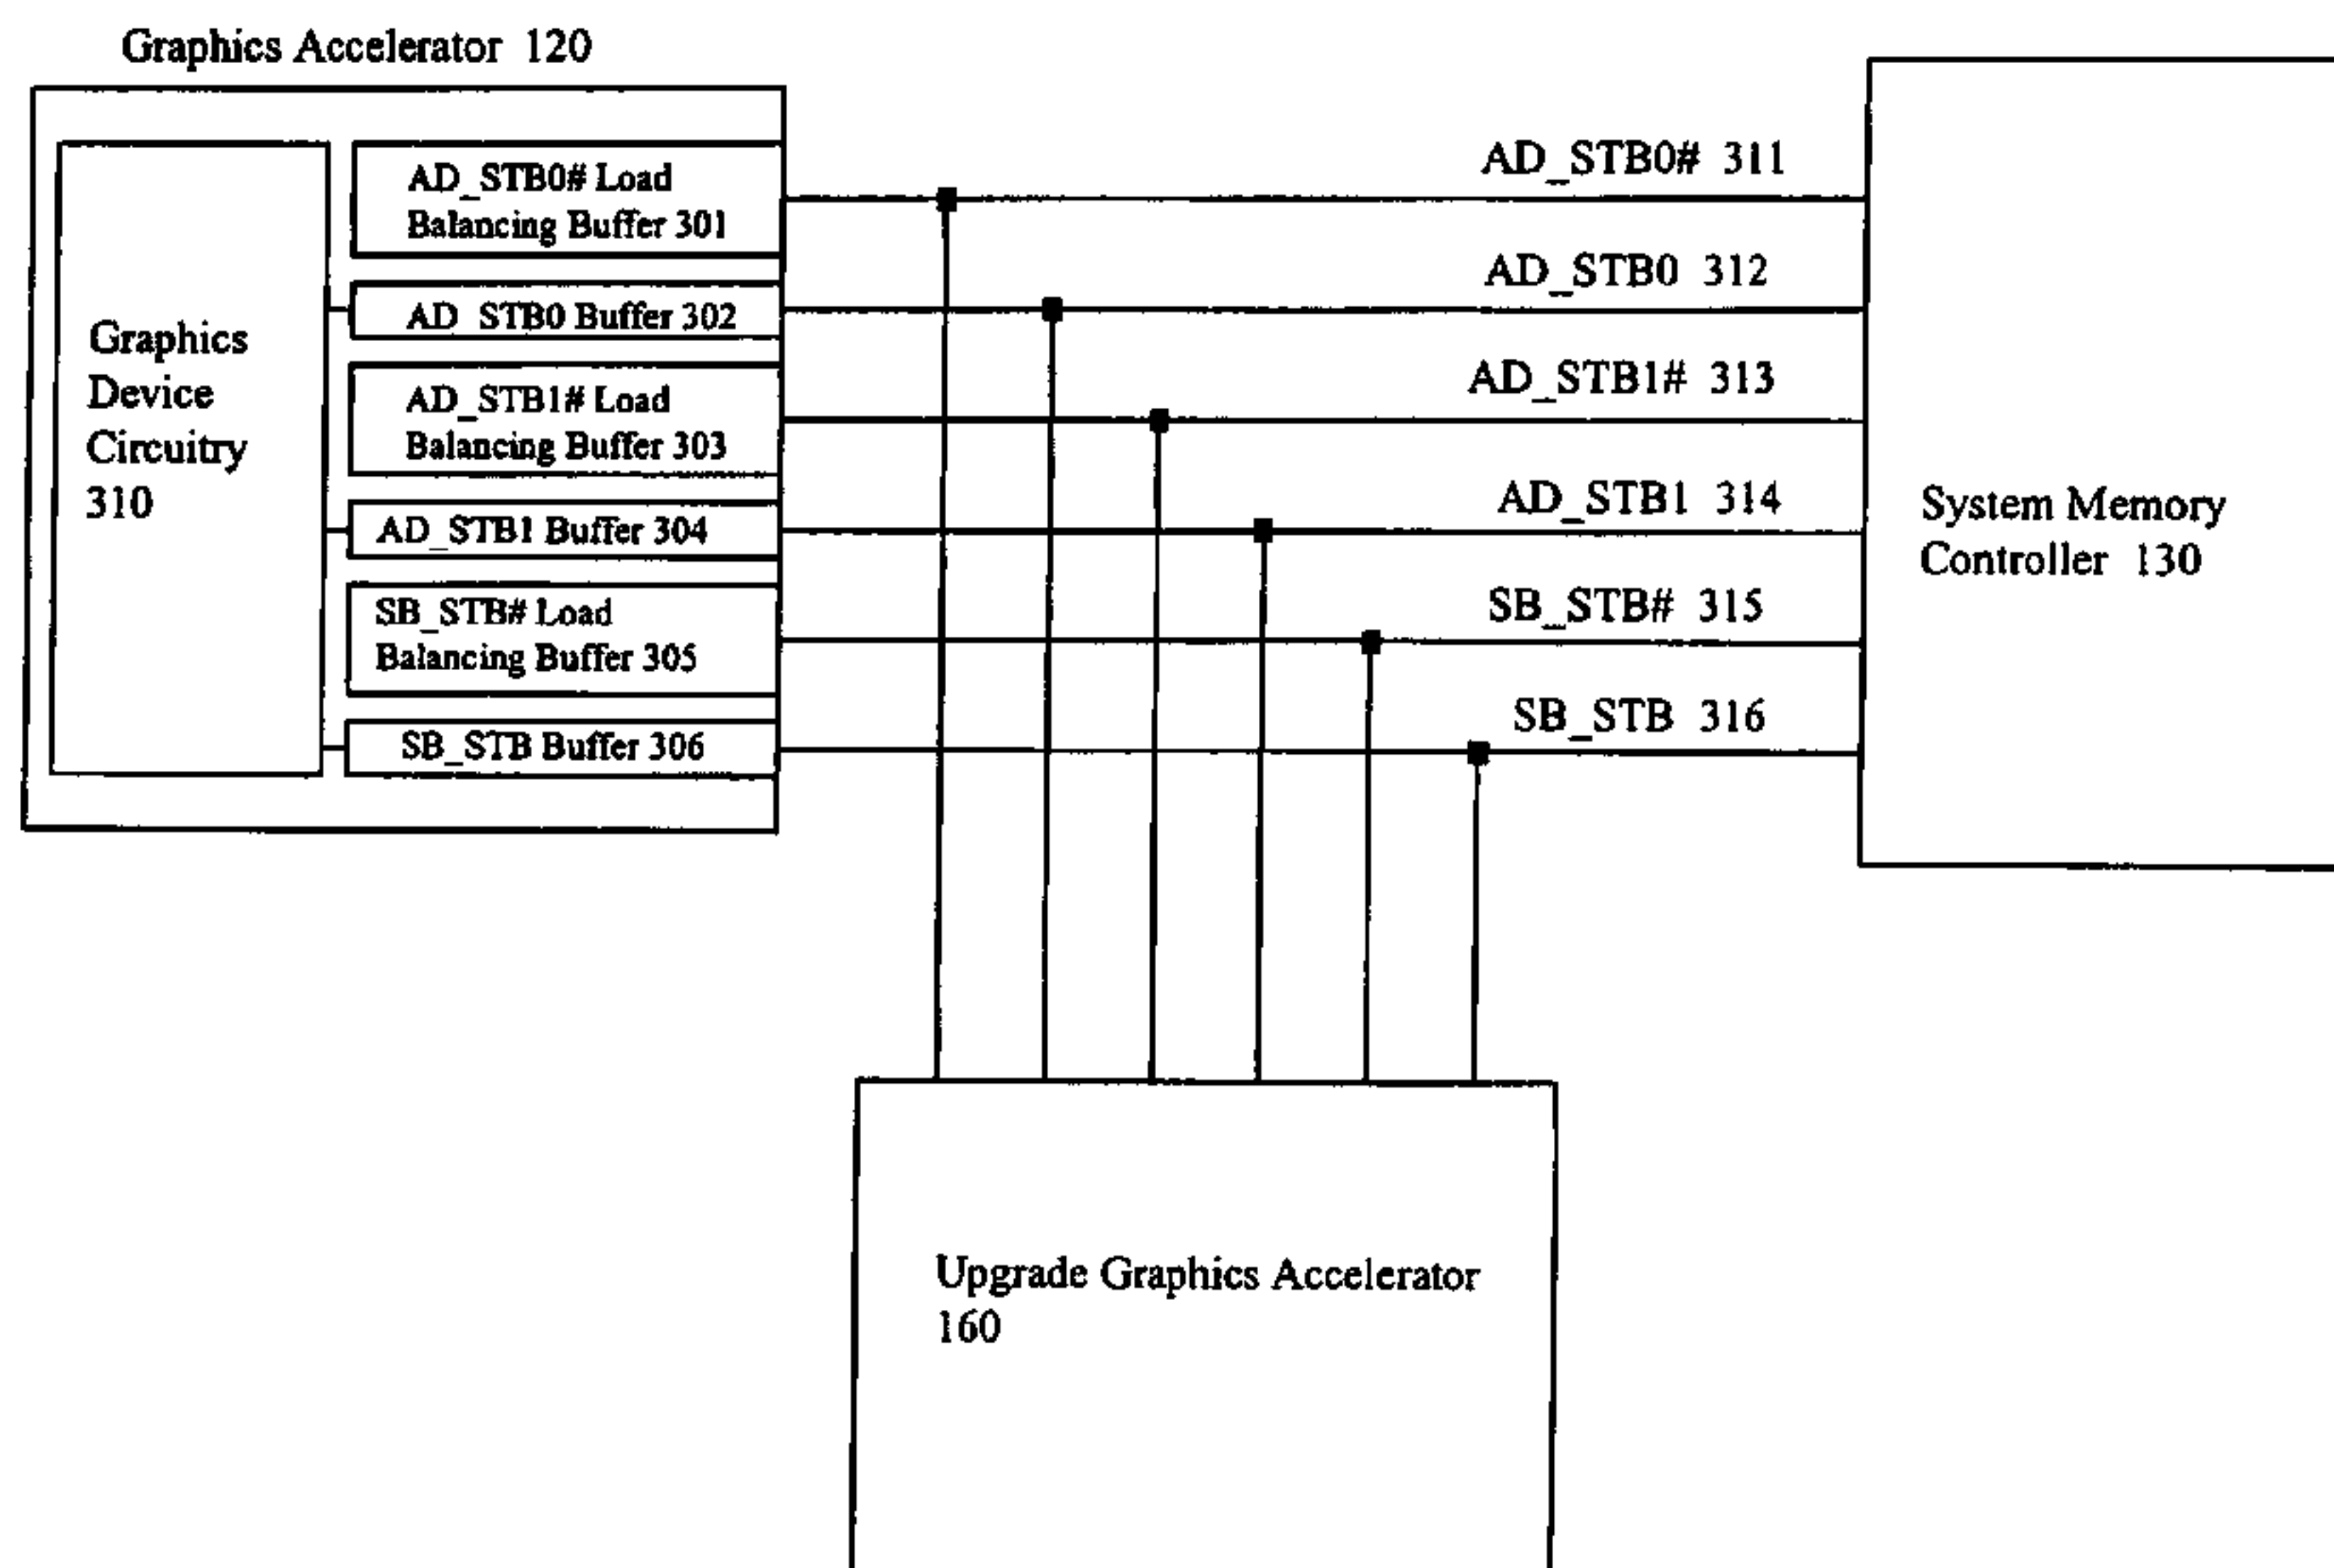 Graphics Accelerator 120
AD_STB0# Load
Balancing Buffer 301
AD_STB0 Buffer 302
AD_STB1# Load
Balancing Buffer 303
AD_STB1 Buffer 304
SB_STB# Load
Balancing Buffer 305
SB_STB Buffer 306
Graphics
Device
Circuitry
310
AD_STB0# 311
AD_STB0 312
AD_STB1# 313
AD_STB1 314
SB_STB# 315
SB_STB 316
System Memory
Controller 130
Upgrade Graphics Accelerator
160